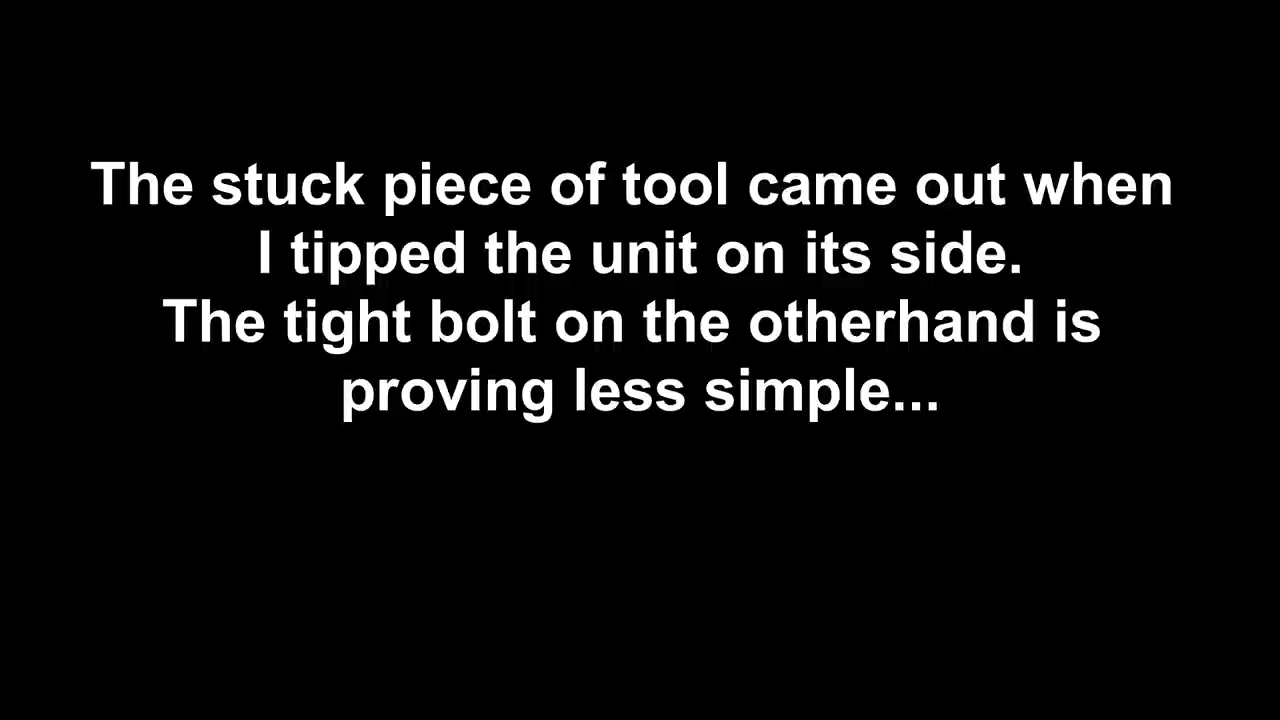 The stuck piece of tool came out when
I tipped the unit on its side.
The tight bolt on the otherhand is
proving less simple...